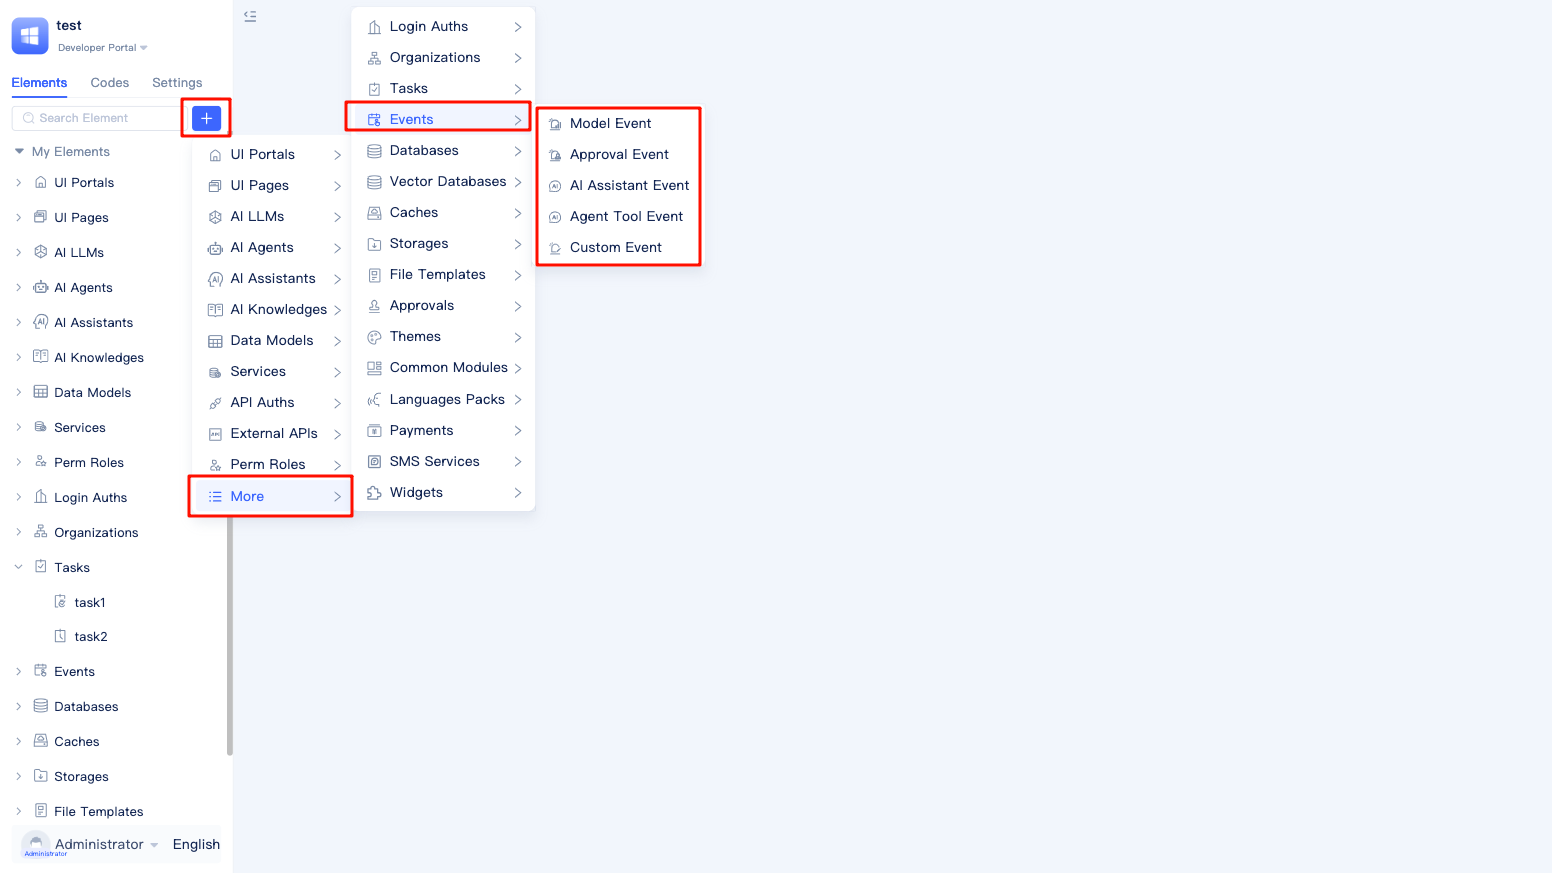 test
Developer Portal
Elements
Codes
Settings
Search Element
My Elements
UI Portals
UI Pages
AI LLMs
AI Agents
AI Assistants
AI Knowledges
Data Models
Services
Perm Roles
Login Auths
Organizations
Tasks
task1
task2
Events
Databases
Caches
Storages
File Templates
Administrator
Administrator
English
UI Portals
UI Pages
AI LLMs
AI Agents
AI Assistants
AI Knowledges
Data Models
Services
API Auths
External APIs
Perm Roles
More
Login Auths
Organizations
Tasks
Events
Databases
Vector Databases
Caches
Storages
File Templates
Approvals
Themes
Common Modules
Languages Packs
Payments
SMS Services
Widgets
Model Event
Approval Event
AI Assistant Event
Agent Tool Event
Custom Event